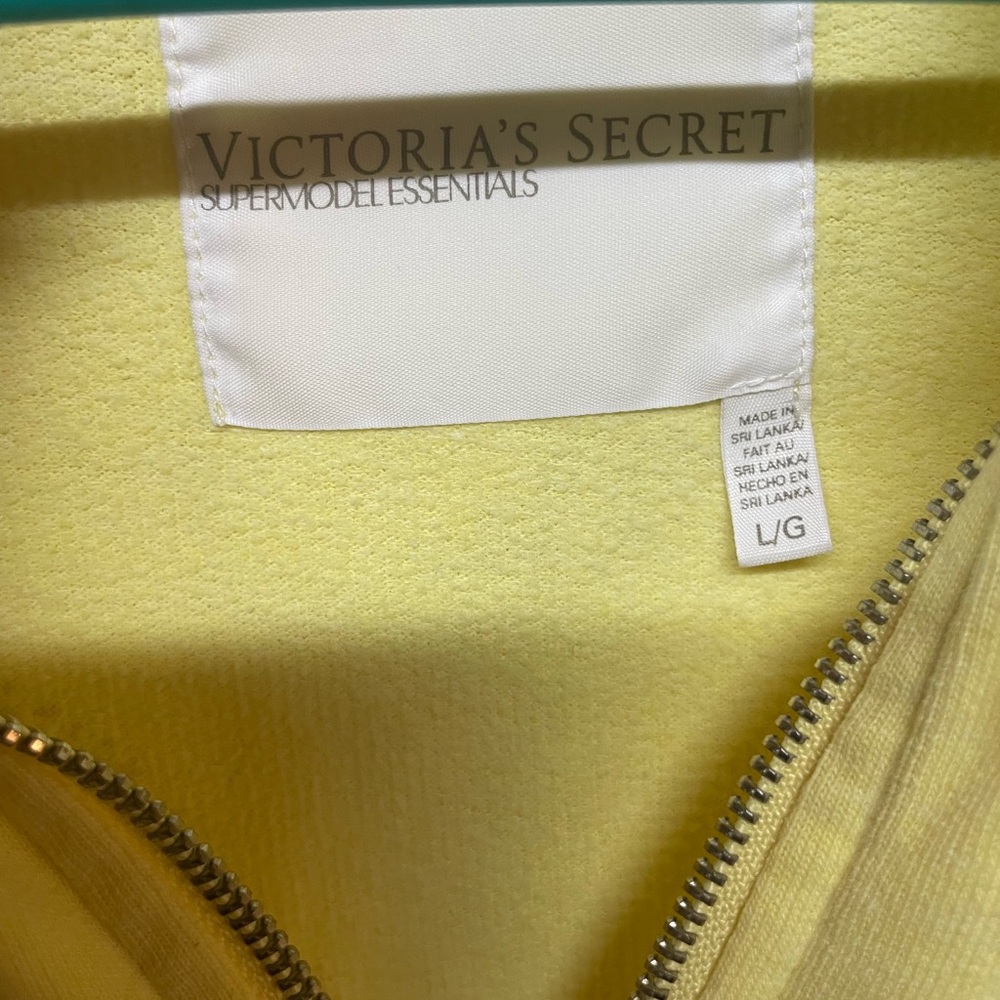 VICTORIA'S SECRET
SUPERMODEL ESSENTIALS
MADE IN
SRI LANKA/
FAIT AU
SRI LANKA/
HECHO EN
SRI LANKA
L/G